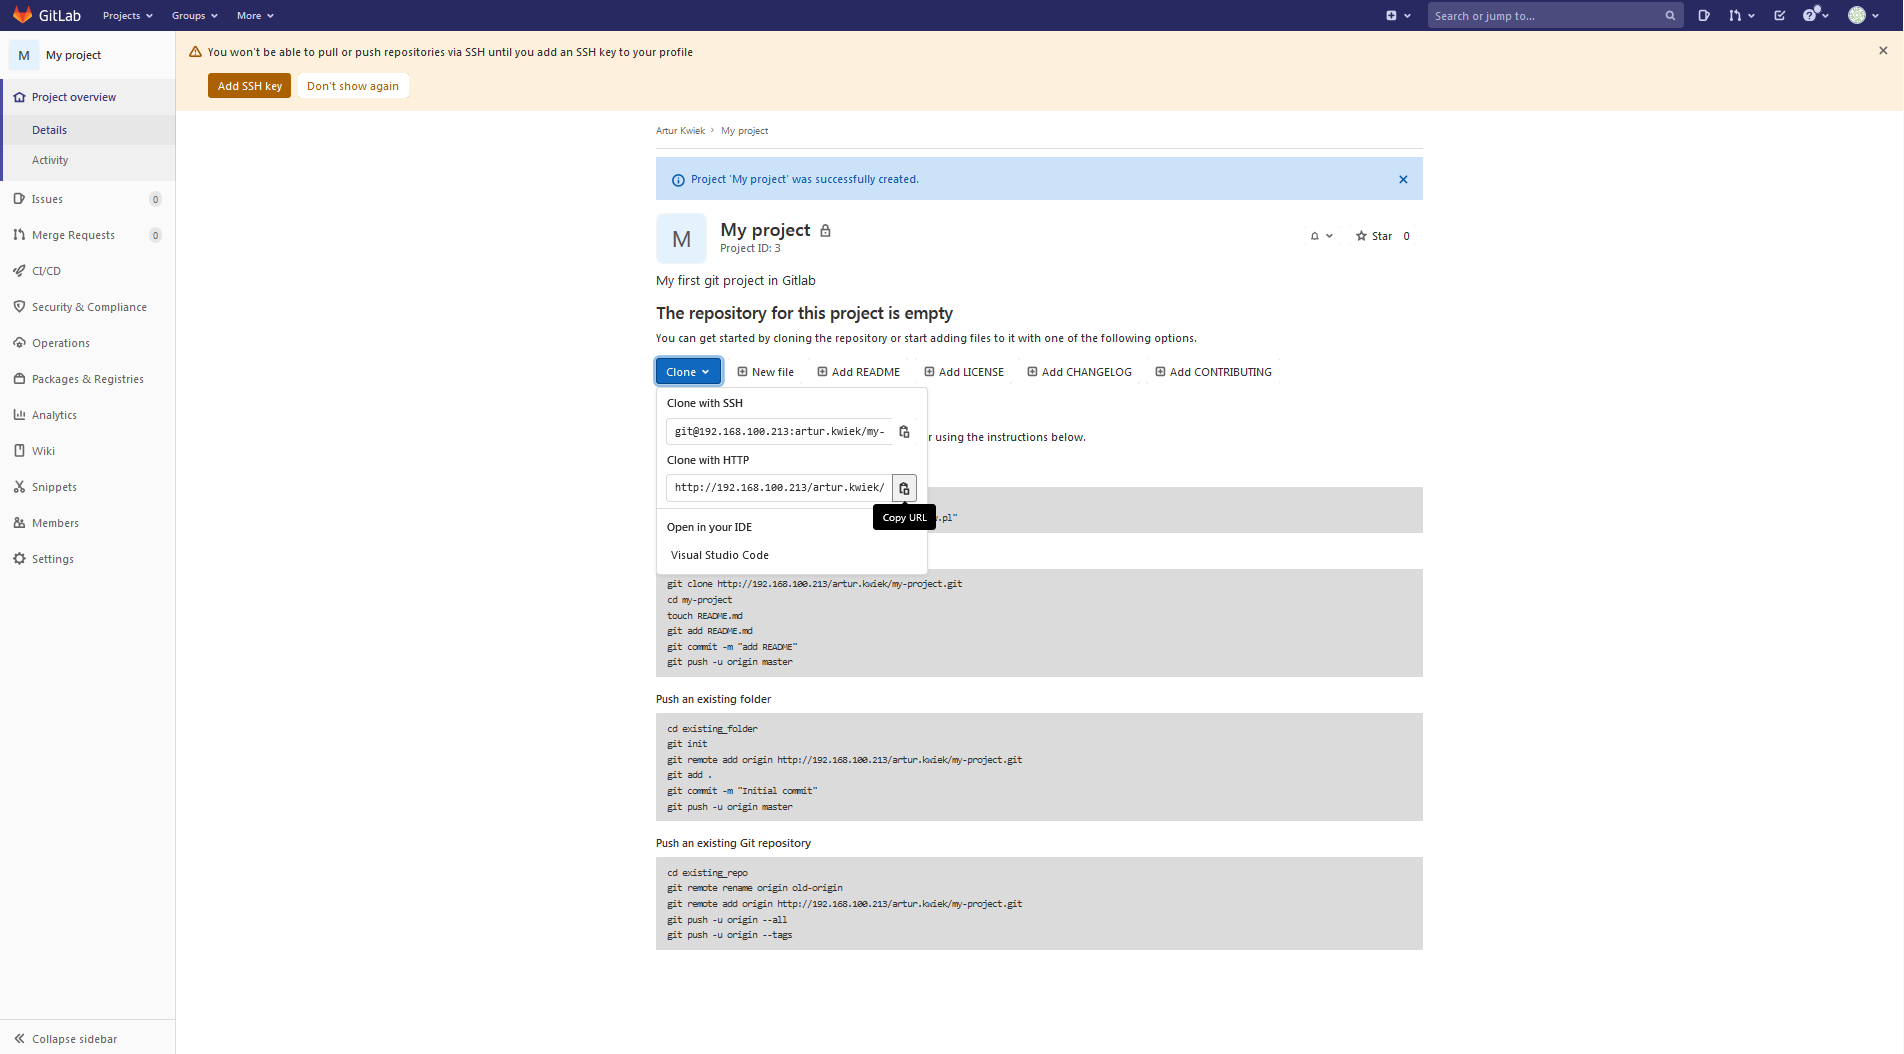 GitLab
Projects
Groups
More
Search or jump to...
M
My project
Project overview
Details
Activity
Issues
0
Merge Requests
0
CI/CD
Security & Compliance
Operations
Packages & Registries
Analytics
Wiki
Snippets
Members
Settings
Collapse sidebar
You won't be able to pull or push repositories via SSH until you add an SSH key to your profile
Add SSH key
Don't show again
Artur Kwiek > My project
Project 'My project' was successfully created.
M
My project
Project ID: 3
Star
0
My first git project in Gitlab
The repository for this project is empty
You can get started by cloning the repository or start adding files to it with one of the following options.
Clone
New file
Add README
Add LICENSE
Add CHANGELOG
Add CONTRIBUTING
Clone with SSH
git@192.168.100.213:artur.kwiek/my-
r using the instructions below.
Clone with HTTP
http://192.168.100.213/artur.kwiek/
Copy URL
.pl"
Open in your IDE
Visual Studio Code
git clone http://192.168.100.213/artur.kwiek/my-project.git
cd my-project
touch README.md
git add README.md
git commit -m "add README"
git push -u origin master
Push an existing folder
cd existing_folder
git init
git remote add origin http://192.168.100.213/artur.kwiek/my-project.git
git add .
git commit -m "Initial commit"
git push -u origin master
Push an existing Git repository
cd existing_repo
git remote rename origin old-origin
git remote add origin http://192.168.100.213/artur.kwiek/my-project.git
git push -u origin --all
git push -u origin --tags